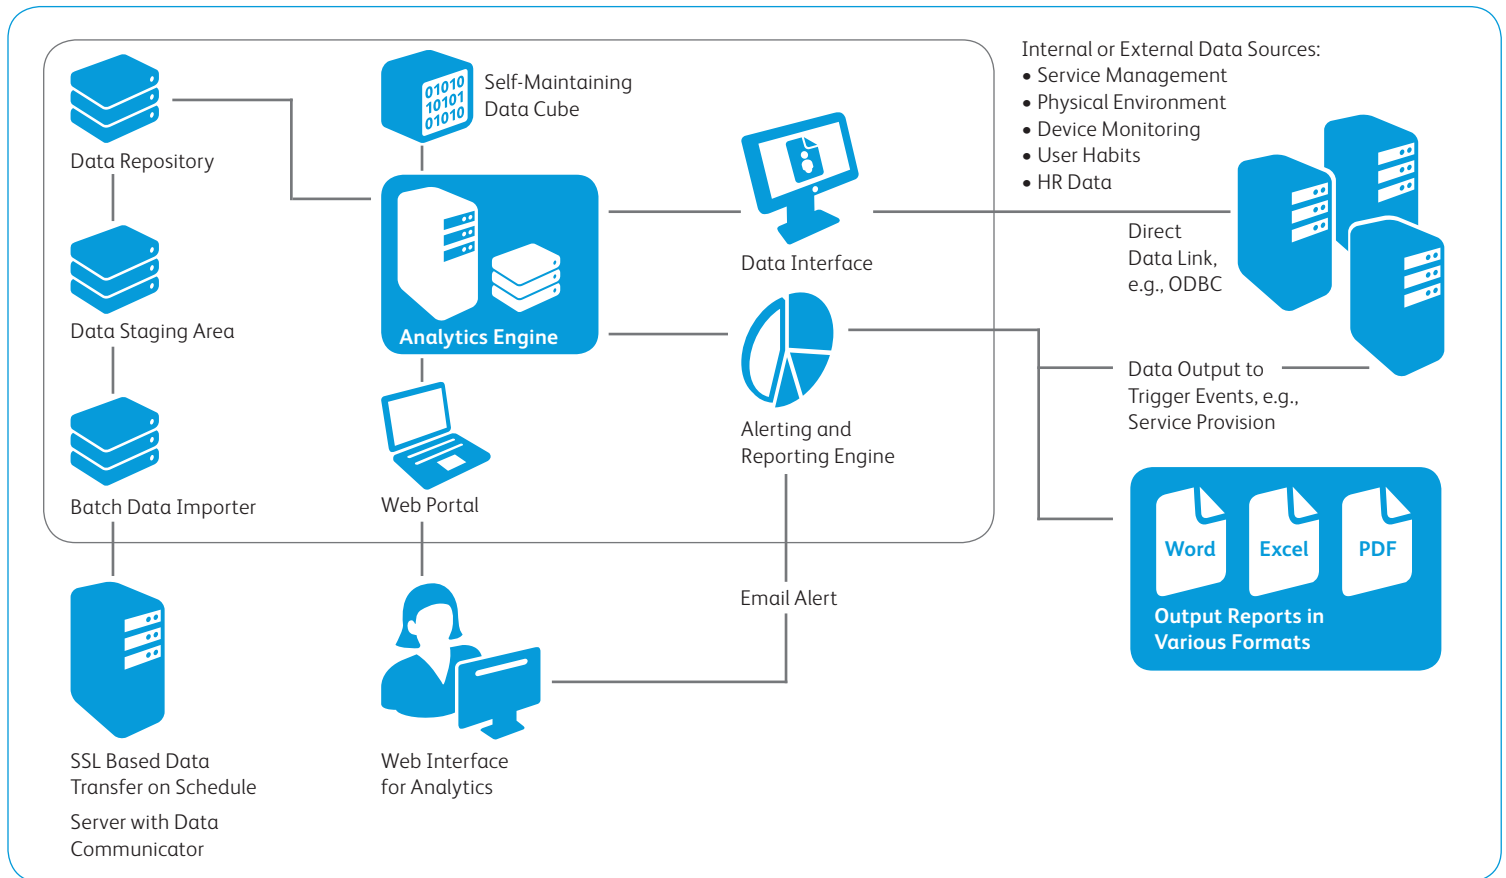 Data Repository
Data Staging Area
Batch Data Importer
SSL Based Data
Transfer on Schedule
Server with Data
Communicator
01010
10101
01010
Self-Maintaining
Data Cube
Analytics Engine
Web Portal
Web Interface
for Analytics
Data Interface
Alerting and
Reporting Engine
Email Alert
Internal or External Data Sources:
• Service Management
• Physical Environment
• Device Monitoring
• User Habits
• HR Data
Direct
Data Link,
e.g., ODBC
Data Output to
Trigger Events, e.g.,
Service Provision
Word
Excel
PDF
Output Reports in
Various Formats